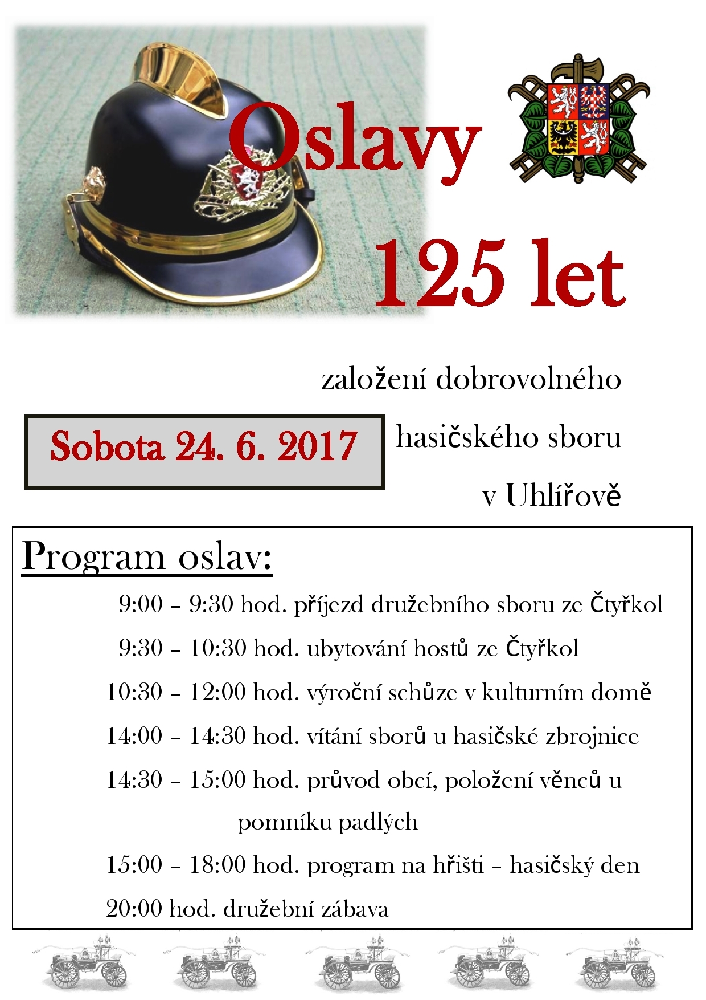 Oslavy
125 let
založení dobrovolného
hasičského sboru
v Uhlířově
Sobota 24. 6. 2017
Program oslav:
9:00 – 9:30 hod. příjezd družebního sboru ze Čtyřkol
9:30 – 10:30 hod. ubytování hostů ze Čtyřkol
10:30 – 12:00 hod. výroční schůze v kulturním domě
14:00 – 14:30 hod. vítání sborů u hasičské zbrojnice
14:30 – 15:00 hod. průvod obcí, položení věnců u
pomníku padlých
15:00 – 18:00 hod. program na hřišti – hasičský den
20:00 hod. družební zábava